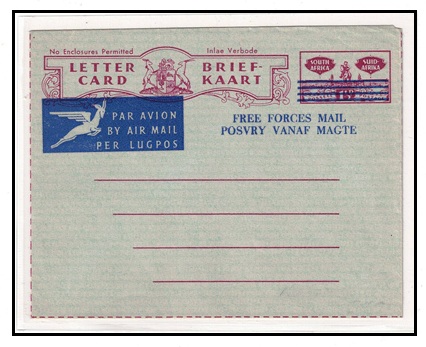 No Enclosures Permitted
Inlae Verbode
LETTER CARD
BRIEF-KAART
SOUTH AFRICA
SUID-AFRIKA
PAR AVION
BY AIR MAIL
PER LUGPOS
FREE FORCES MAIL
POSVRY VANAF MAGTE